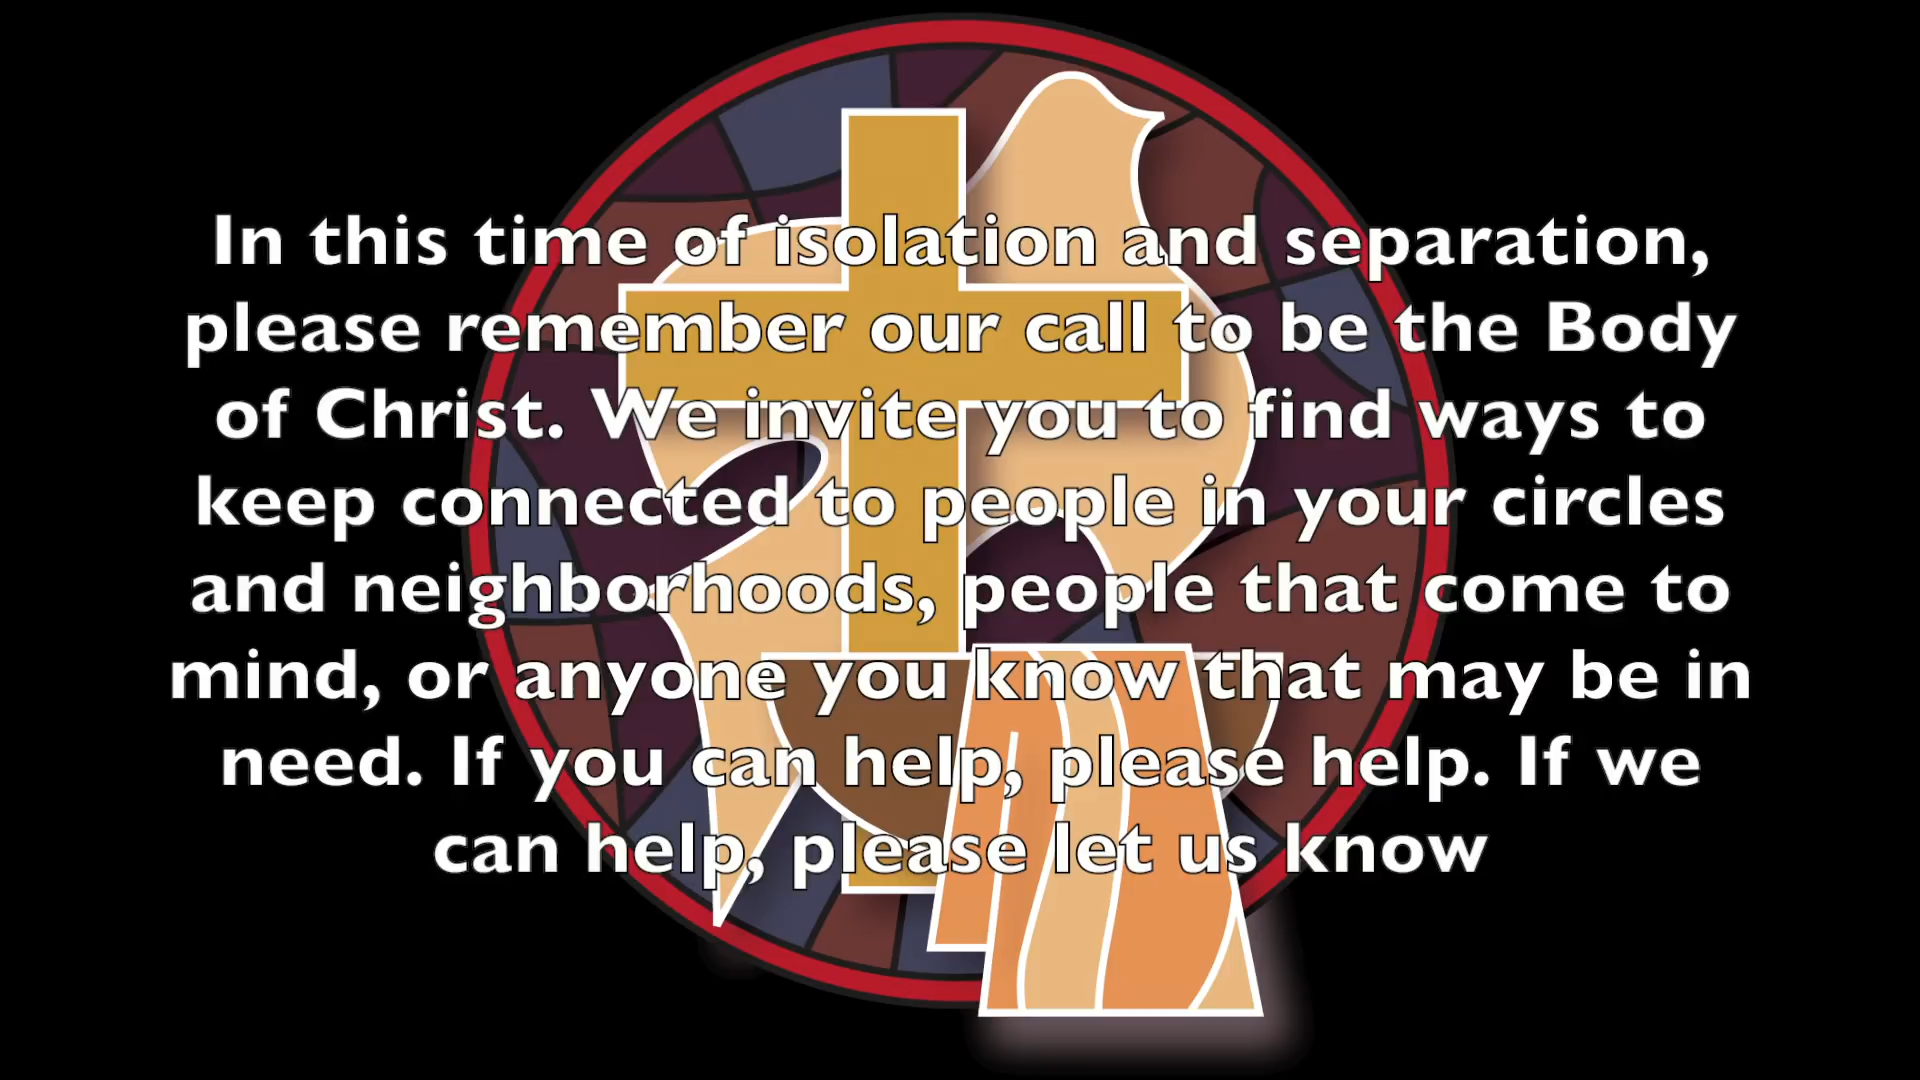 In this time of isolation and separation,
please remember our call to be the Body
of Christ. We invite you to find ways to
keep connected to people in your circles
and neighborhoods, people that come to
mind, or anyone you know that may be in
need. If you can help, please help. If we
can help, please let us know